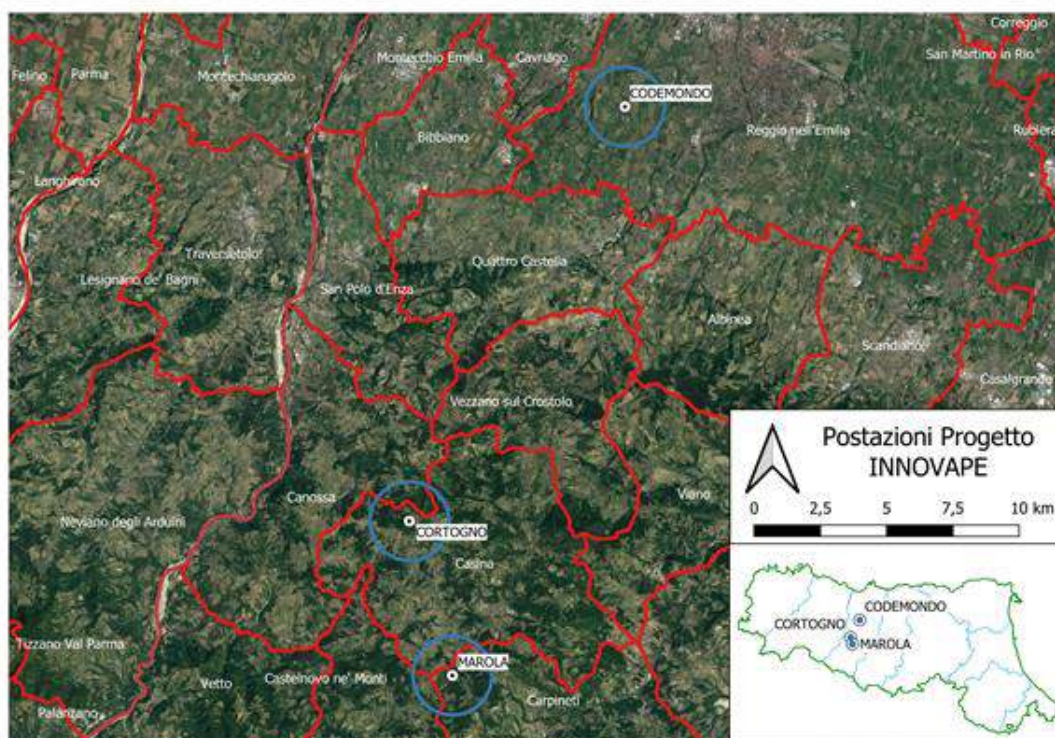 Correggio
San Martino in Rio
Felino
Parma
Montechiarugolo
Montecchio Emilia
Cavriago
CODEMONDO
Bibbiano
Reggio nell'Emilia
Rubiera
Langhirano
Traversetolo
Lesignano de' Bagni
Quattro Castella
San Polo d'Enza
Albinea
Scandiano
Casalgrande
Vezzano sul Crostolo
Canossa
Viano
Neviano degli Arduini
CORTOGNO
Casina
Tizzano Val Parma
MAROLA
Vetto
Castelnovo ne' Monti
Carpineti
Palanzano
Postazioni Progetto
INNOVAPE
0 2,5 5 7,5 10 km
CODEMONDO
CORTOGNO
MAROLA